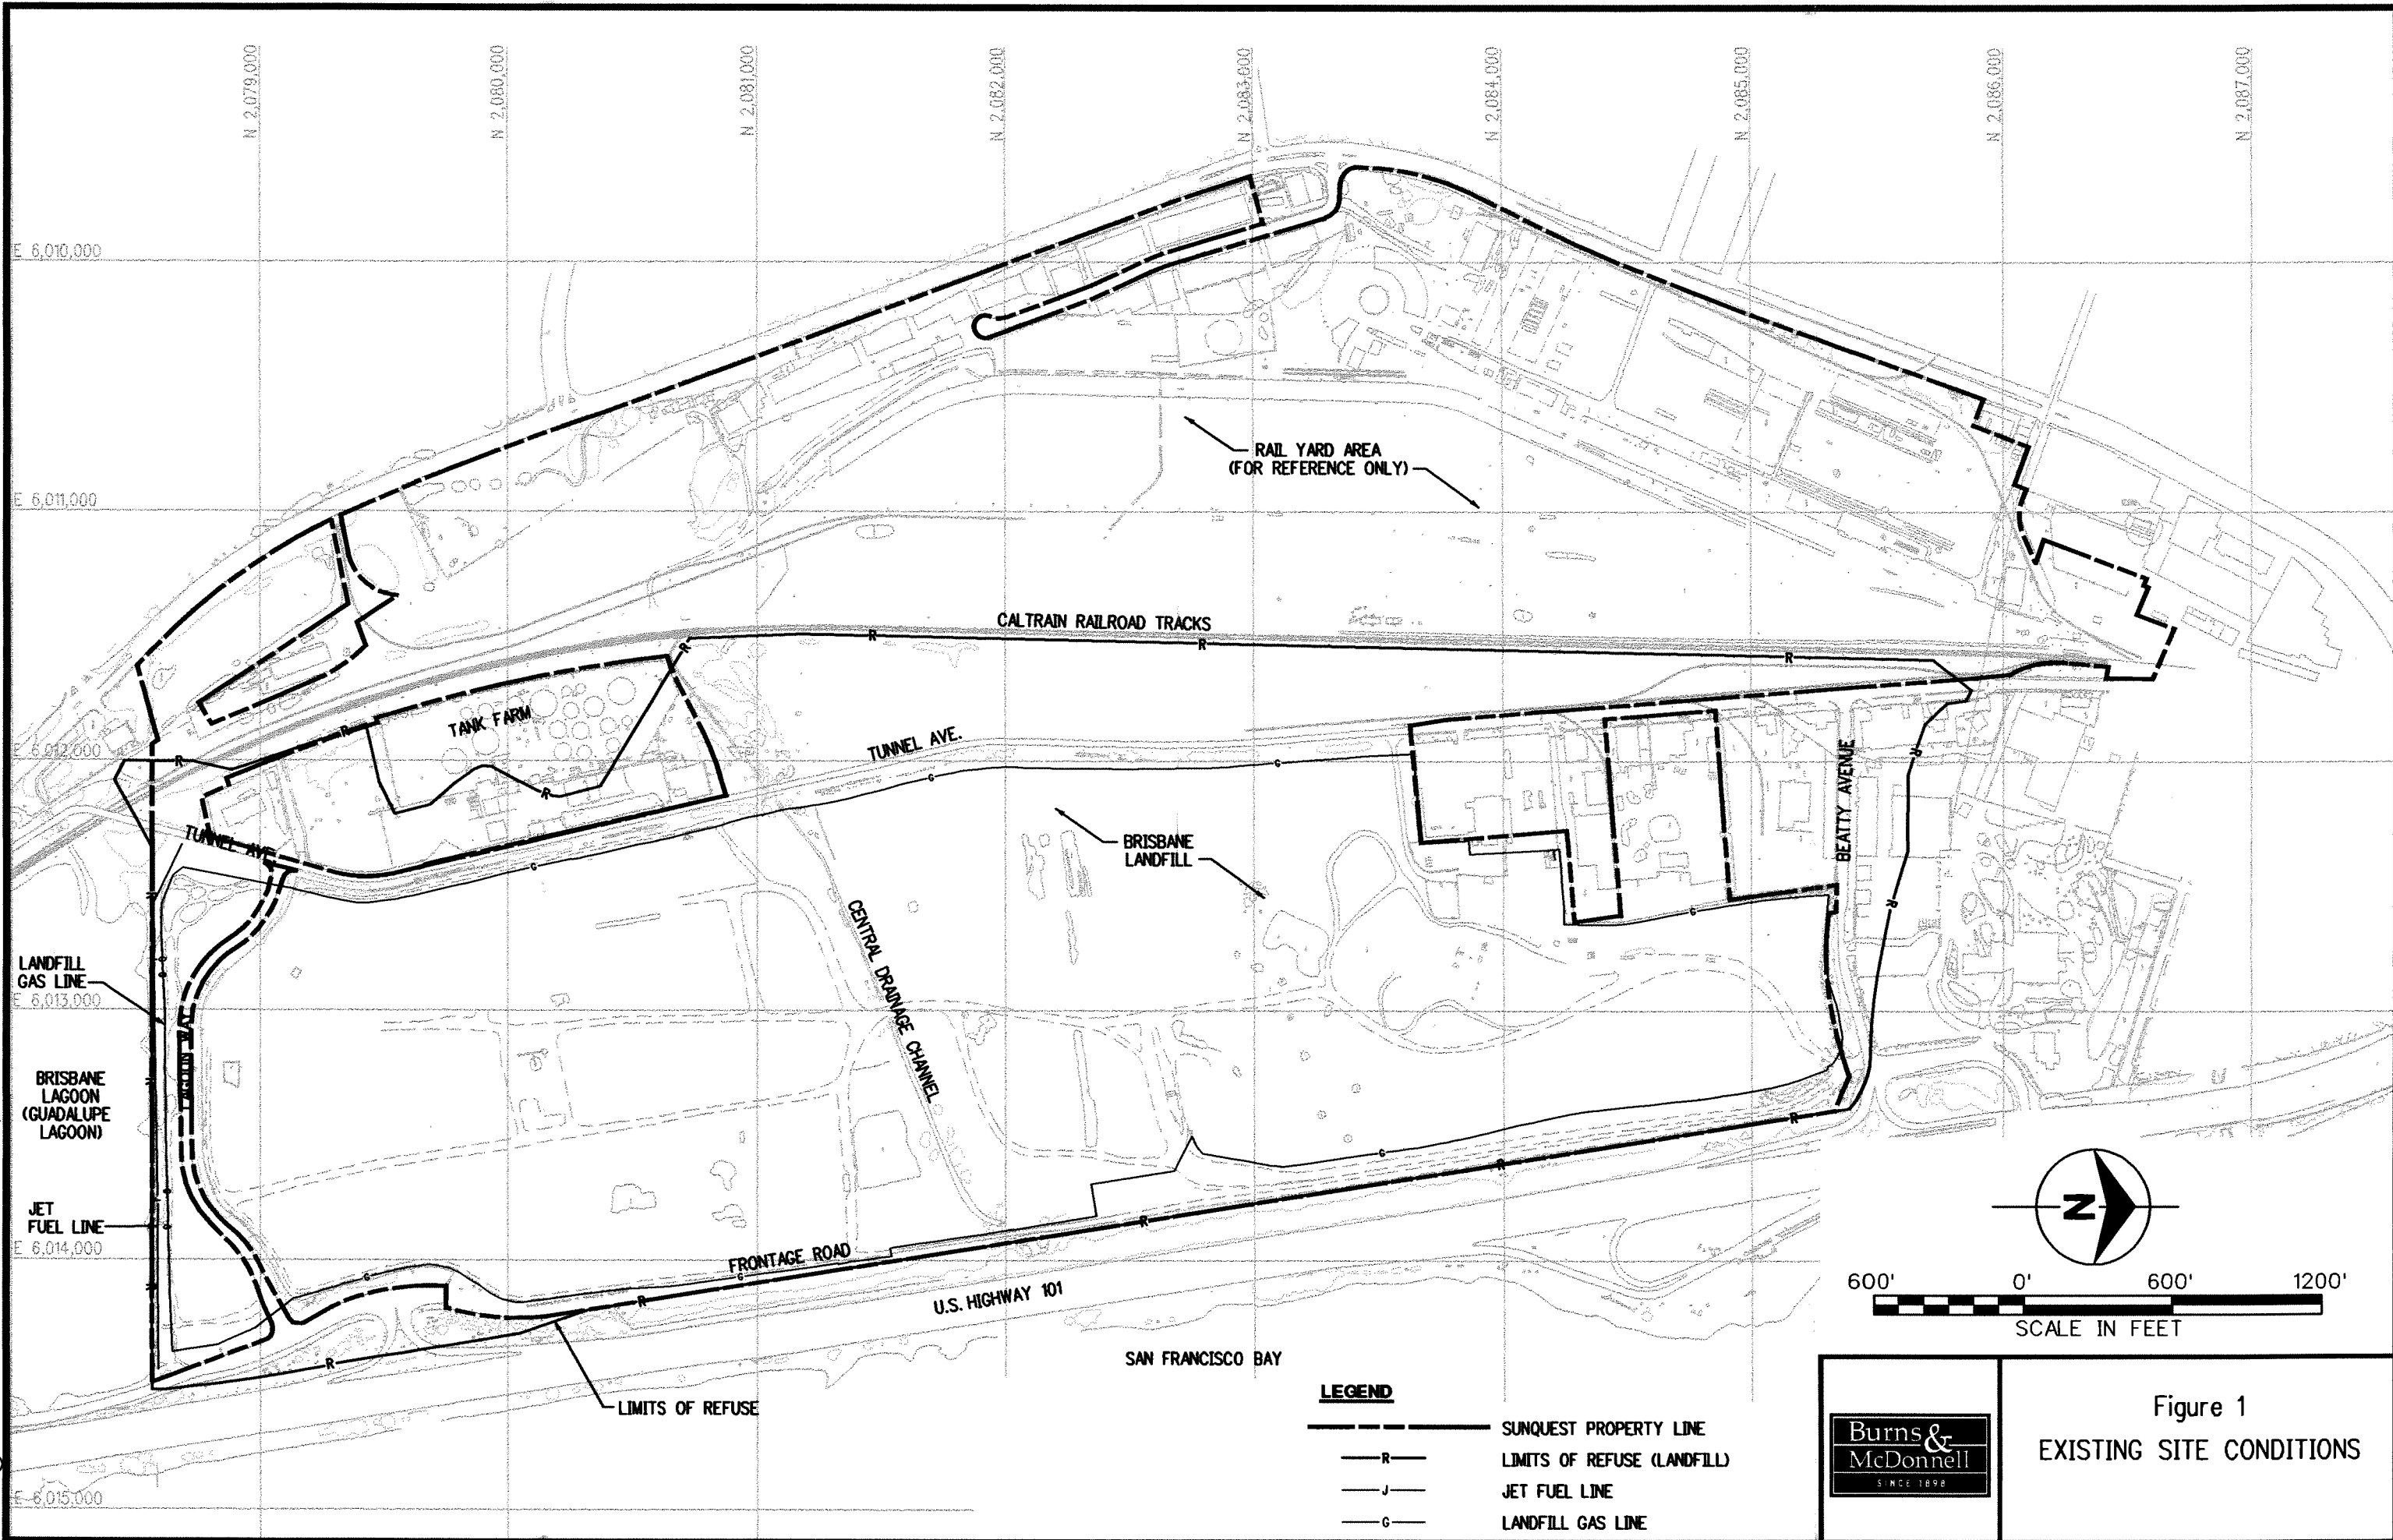 N 2,079,000
N 2,080,000
N 2,081,000
N 2,082,000
N 2,083,000
N 2,084,000
N 2,085,000
N 2,086,000
N 2,087,000
E 6,010,000
E 6,011,000
E 6,012,000
E 6,013,000
E 6,014,000
E 6,015,000
RAIL YARD AREA
(FOR REFERENCE ONLY)
CALTRAIN RAILROAD TRACKS
TANK FARM
TUNNEL AVE.
TUNNEL AVE.
BRISBANE
LANDFILL
BEATTY AVENUE
CENTRAL DRAINAGE CHANNEL
LANDFILL
GAS LINE
LAGOON WAY
BRISBANE
LAGOON
(GUADALUPE
LAGOON)
JET
FUEL LINE
FRONTAGE ROAD
U.S. HIGHWAY 101
SAN FRANCISCO BAY
LIMITS OF REFUSE
N
600' 0' 600' 1200'
SCALE IN FEET
LEGEND
SUNQUEST PROPERTY LINE
R LIMITS OF REFUSE (LANDFILL)
J JET FUEL LINE
G LANDFILL GAS LINE
Burns &
McDonnell
SINCE 1898
Figure 1
EXISTING SITE CONDITIONS